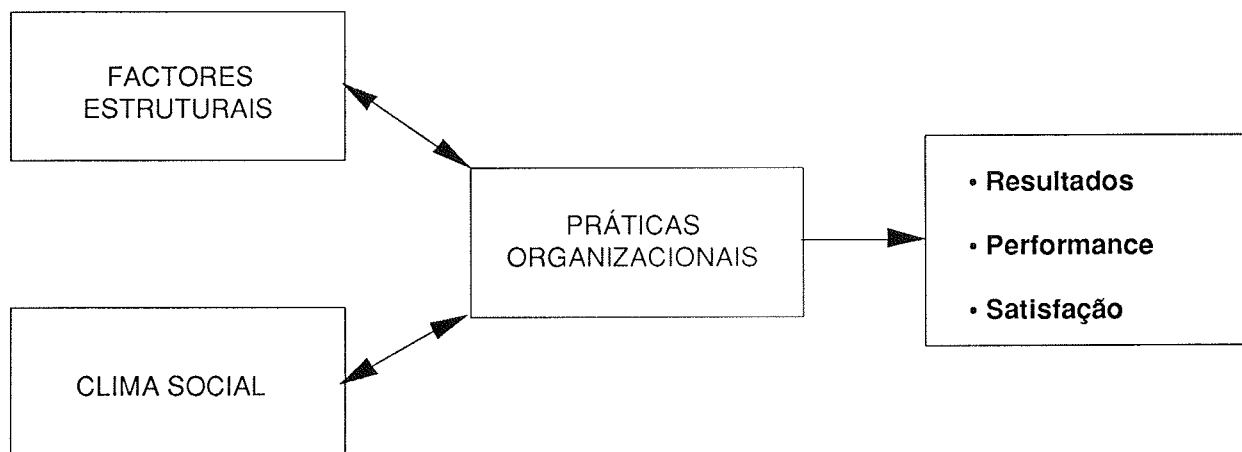 FACTORES
ESTRUTURAIS
PRÁTICAS
ORGANIZACIONAIS
CLIMA SOCIAL
• Resultados
• Performance
• Satisfação